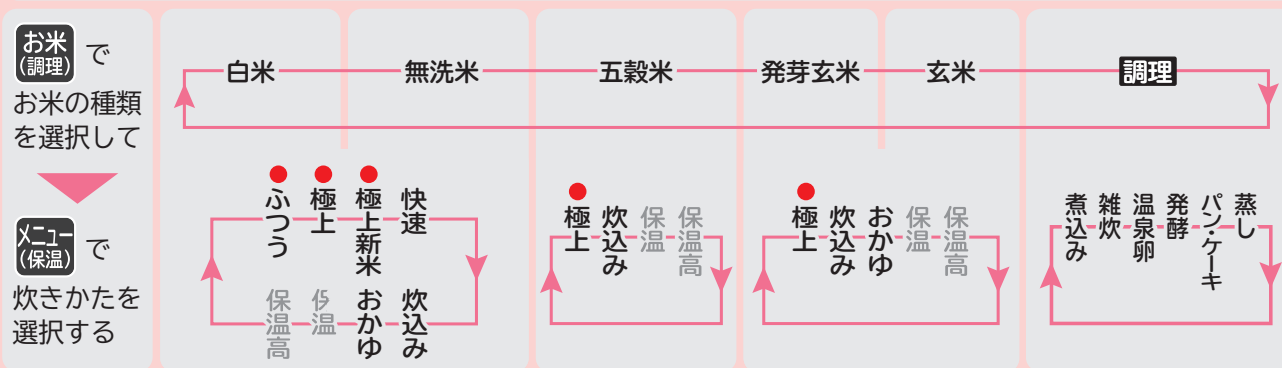 お米
(調理)
で
お米の種類
を選択して
メニュー
(保温)
で
炊きかたを
選択する
白米
無洗米
五穀米
発芽玄米
玄米
調理
ふつう
極上
極上新米
快速
炊込み
おかゆ
保温高
極上
炊込み
保温
保温高
極上
炊込み
おかゆ
保温
保温高
煮込み
雑炊
温泉卵
発酵
パン・ケーキ
蒸し